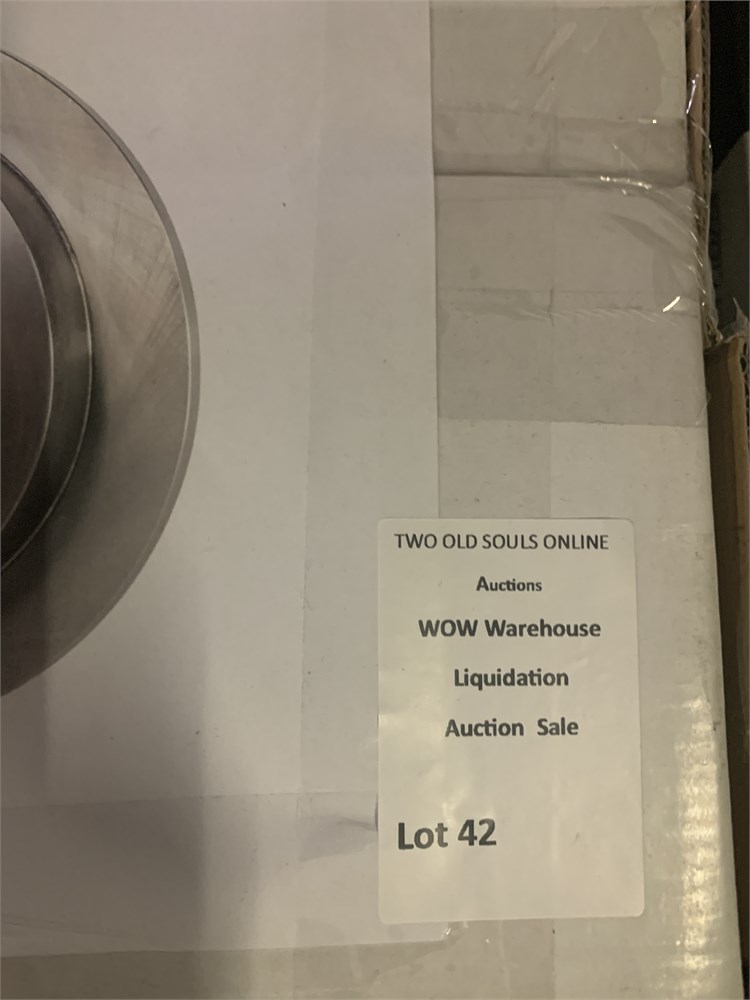 TWO OLD SOULS ONLINE
Auctions
WOW Warehouse
Liquidation
Auction Sale
Lot 42